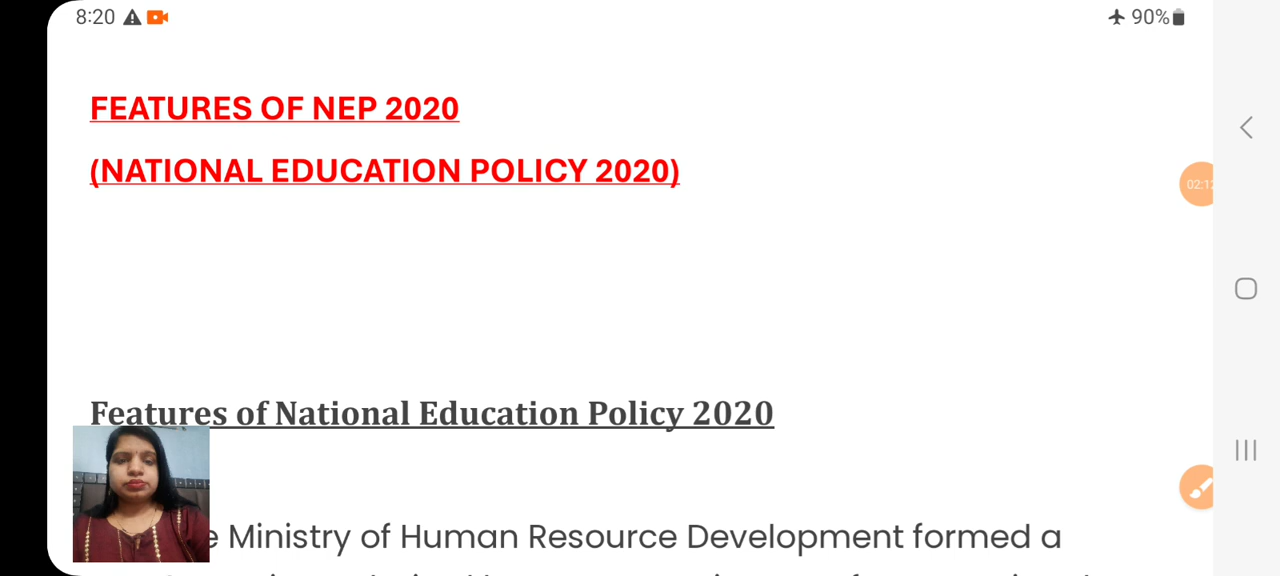 8:20
90%
FEATURES OF NEP 2020
(NATIONAL EDUCATION POLICY 2020)
Features of National Education Policy 2020
Ministry of Human Resource Development formed a